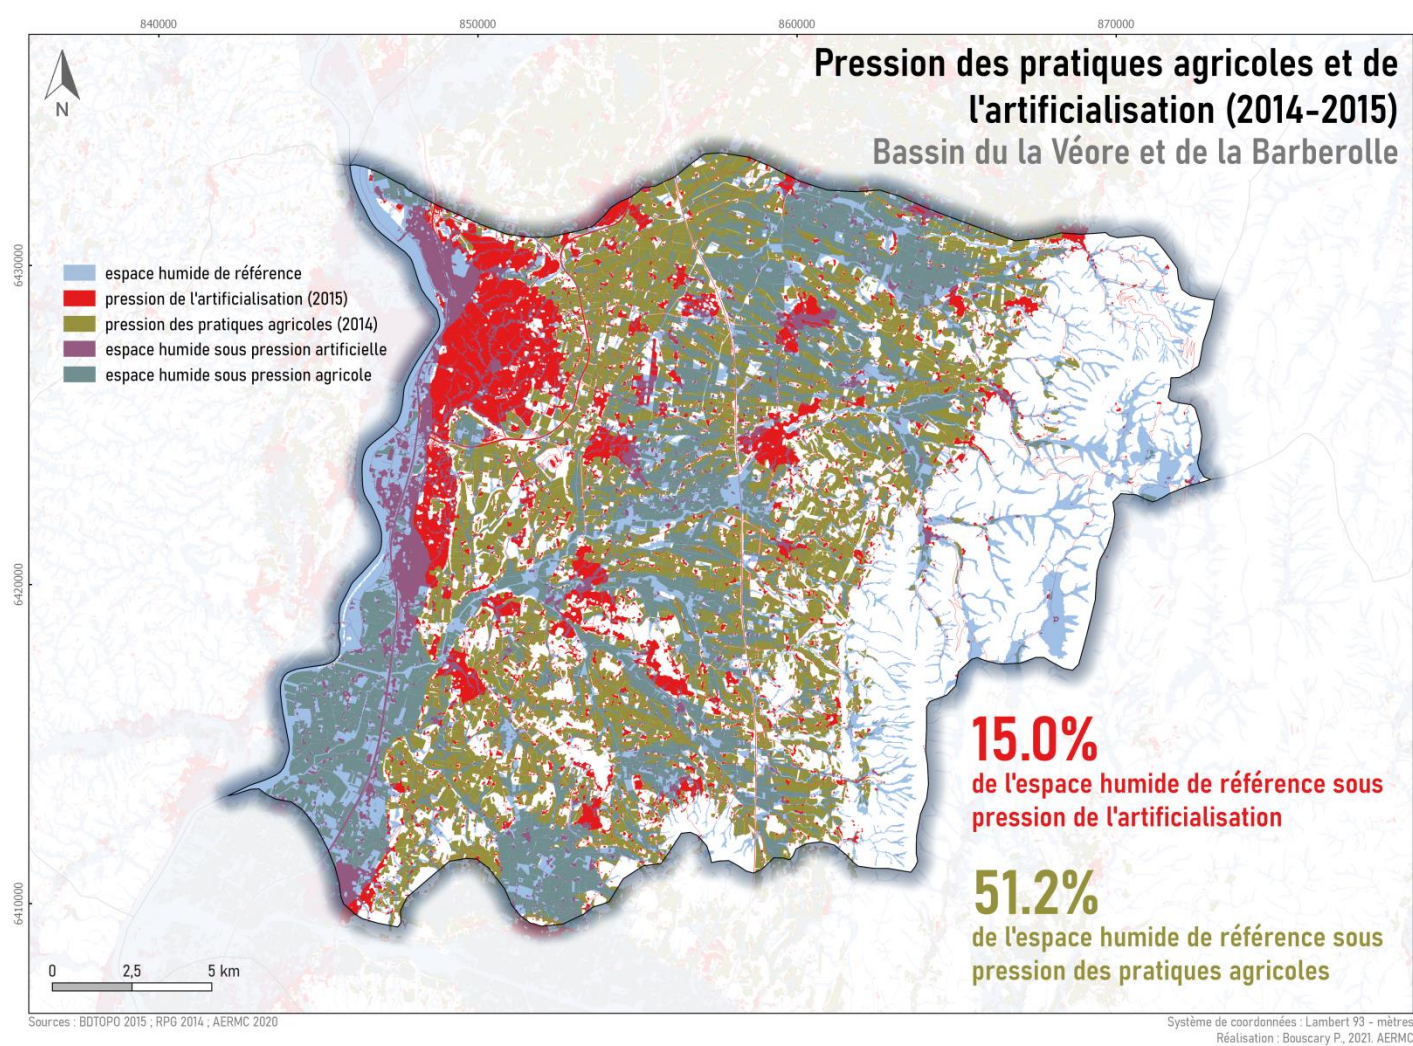 840000
850000
860000
870000
Pression des pratiques agricoles et de
l'artificialisation (2014-2015)
Bassin du la Véore et de la Barberolle
N
6430000
6420000
6410000
espace humide de référence
pression de l'artificialisation (2015)
pression des pratiques agricoles (2014)
espace humide sous pression artificielle
espace humide sous pression agricole
15.0%
de l'espace humide de référence sous
pression de l'artificialisation
51.2%
de l'espace humide de référence sous
pression des pratiques agricoles
0 2,5 5 km
Sources : BDTOPO 2015 ; RPG 2014 ; AERMC 2020
Système de coordonnées : Lambert 93 - mètres
Réalisation : Bouscary P., 2021. AERMC